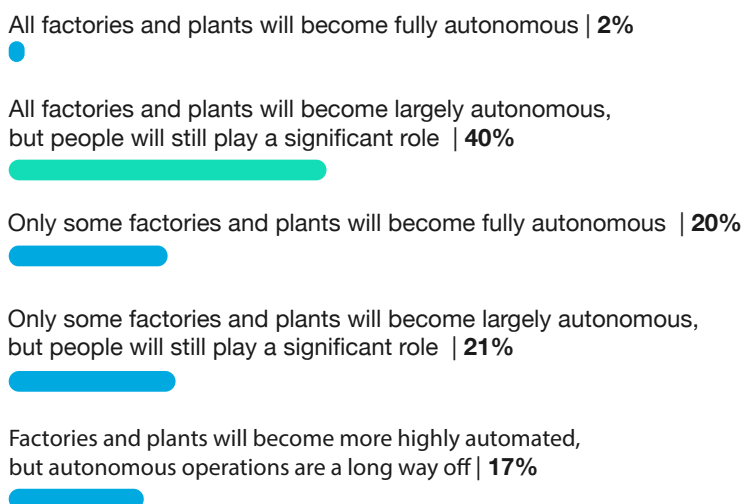 All factories and plants will become fully autonomous | 2%
All factories and plants will become largely autonomous,
but people will still play a significant role | 40%
Only some factories and plants will become fully autonomous | 20%
Only some factories and plants will become largely autonomous,
but people will still play a significant role | 21%
Factories and plants will become more highly automated,
but autonomous operations are a long way off | 17%